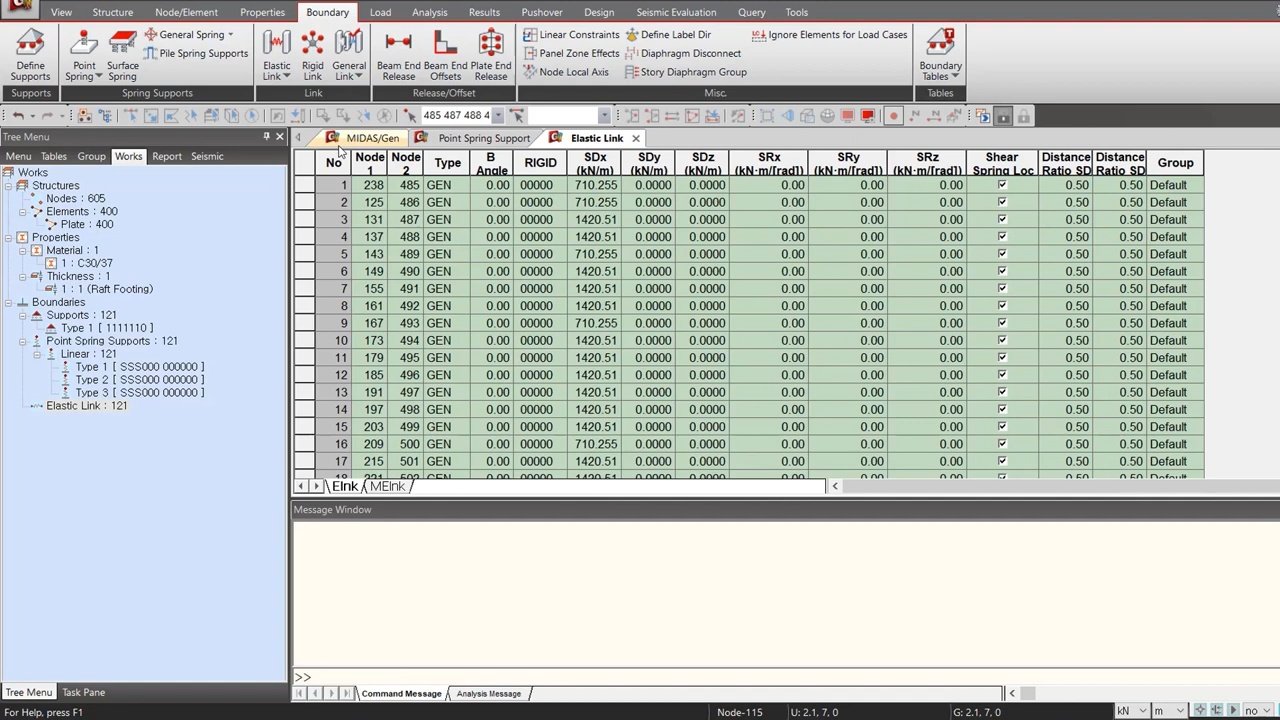 View Structure Node/Element Properties Boundary Load Analysis Results Pushover Design Seismic Evaluation Query Tools
Define Supports
Supports
Point Spring
Surface Spring
General Spring
Pile Spring Supports
Spring Supports
Elastic Link
Rigid Link
General Link
Link
Beam End Release
Beam End Offsets
Plate End Release
Release/Offset
Linear Constraints
Panel Zone Effects
Node Local Axis
Define Label Dir
Diaphragm Disconnect
Story Diaphragm Group
Ignore Elements for Load Cases
Misc.
Boundary Tables
Tables
485 487 488 4
Tree Menu
Menu Tables Group Works Report Seismic
Works
Structures
Nodes : 605
Elements : 400
Plate : 400
Properties
Material : 1
1 : C30/37
Thickness : 1
1 : 1 (Raft Footing)
Boundaries
Supports : 121
Type 1 [ 1111110 ]
Point Spring Supports : 121
Linear : 121
Type 1 [ SSS000 000000 ]
Type 2 [ SSS000 000000 ]
Type 3 [ SSS000 000000 ]
Elastic Link : 121
Tree Menu Task Pane
MIDAS/Gen Point Spring Support Elastic Link
No Node 1 Node 2 Type B Angle RIGID SDx (kN/m) SDy (kN/m) SDz (kN/m) SRx (kN·m/[rad]) SRy (kN·m/[rad]) SRz (kN·m/[rad]) Shear Spring Loc Distance Ratio SD Distance Ratio SD Group
1 238 485 GEN 0.00 00000 710.255 0.0000 0.0000 0.00 0.00 0.00 0.50 0.50 Default
2 125 486 GEN 0.00 00000 710.255 0.0000 0.0000 0.00 0.00 0.00 0.50 0.50 Default
3 131 487 GEN 0.00 00000 1420.51 0.0000 0.0000 0.00 0.00 0.00 0.50 0.50 Default
4 137 488 GEN 0.00 00000 1420.51 0.0000 0.0000 0.00 0.00 0.00 0.50 0.50 Default
5 143 489 GEN 0.00 00000 710.255 0.0000 0.0000 0.00 0.00 0.00 0.50 0.50 Default
6 149 490 GEN 0.00 00000 1420.51 0.0000 0.0000 0.00 0.00 0.00 0.50 0.50 Default
7 155 491 GEN 0.00 00000 1420.51 0.0000 0.0000 0.00 0.00 0.00 0.50 0.50 Default
8 161 492 GEN 0.00 00000 1420.51 0.0000 0.0000 0.00 0.00 0.00 0.50 0.50 Default
9 167 493 GEN 0.00 00000 710.255 0.0000 0.0000 0.00 0.00 0.00 0.50 0.50 Default
10 173 494 GEN 0.00 00000 1420.51 0.0000 0.0000 0.00 0.00 0.00 0.50 0.50 Default
11 179 495 GEN 0.00 00000 1420.51 0.0000 0.0000 0.00 0.00 0.00 0.50 0.50 Default
12 185 496 GEN 0.00 00000 1420.51 0.0000 0.0000 0.00 0.00 0.00 0.50 0.50 Default
13 191 497 GEN 0.00 00000 1420.51 0.0000 0.0000 0.00 0.00 0.00 0.50 0.50 Default
14 197 498 GEN 0.00 00000 1420.51 0.0000 0.0000 0.00 0.00 0.00 0.50 0.50 Default
15 203 499 GEN 0.00 00000 1420.51 0.0000 0.0000 0.00 0.00 0.00 0.50 0.50 Default
16 209 500 GEN 0.00 00000 710.255 0.0000 0.0000 0.00 0.00 0.00 0.50 0.50 Default
17 215 501 GEN 0.00 00000 1420.51 0.0000 0.0000 0.00 0.00 0.00 0.50 0.50 Default
Elnk MElnk
Message Window
>>
Command Message Analysis Message
For Help, press F1 Node-115 U: 2.1, 7, 0 G: 2.1, 7, 0 kN m no